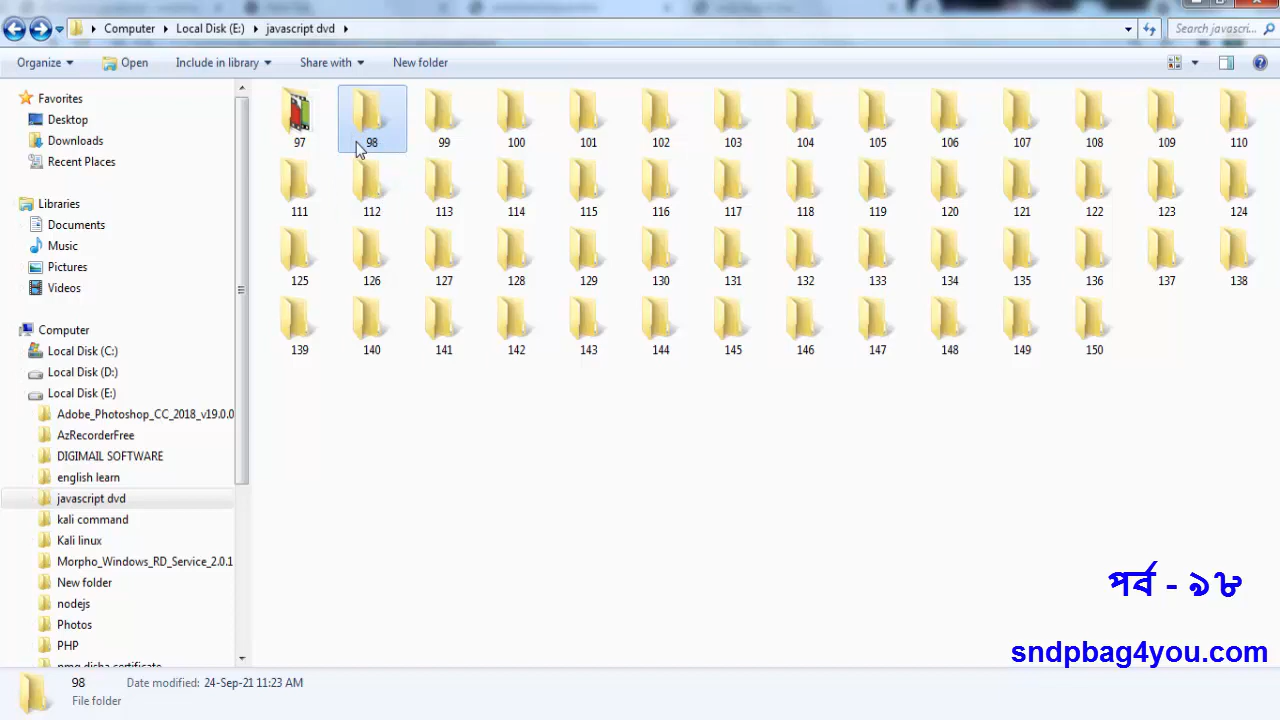 Computer Local Disk (E:) javascript dvd Search javascri...
Organize Open Include in library Share with New folder
Favorites
Desktop
Downloads
Recent Places
Libraries
Documents
Music
Pictures
Videos
Computer
Local Disk (C:)
Local Disk (D:)
Local Disk (E:)
Adobe_Photoshop_CC_2018_v19.0.0
AzRecorderFree
DIGIMAIL SOFTWARE
english learn
javascript dvd
kali command
Kali linux
Morpho_Windows_RD_Service_2.0.1
New folder
nodejs
Photos
PHP
97 98 99 100 101 102 103 104 105 106 107 108 109 110
111 112 113 114 115 116 117 118 119 120 121 122 123 124
125 126 127 128 129 130 131 132 133 134 135 136 137 138
139 140 141 142 143 144 145 146 147 148 149 150
পর্ব - ৯৮
sndpbag4you.com
98 Date modified: 24-Sep-21 11:23 AM
File folder